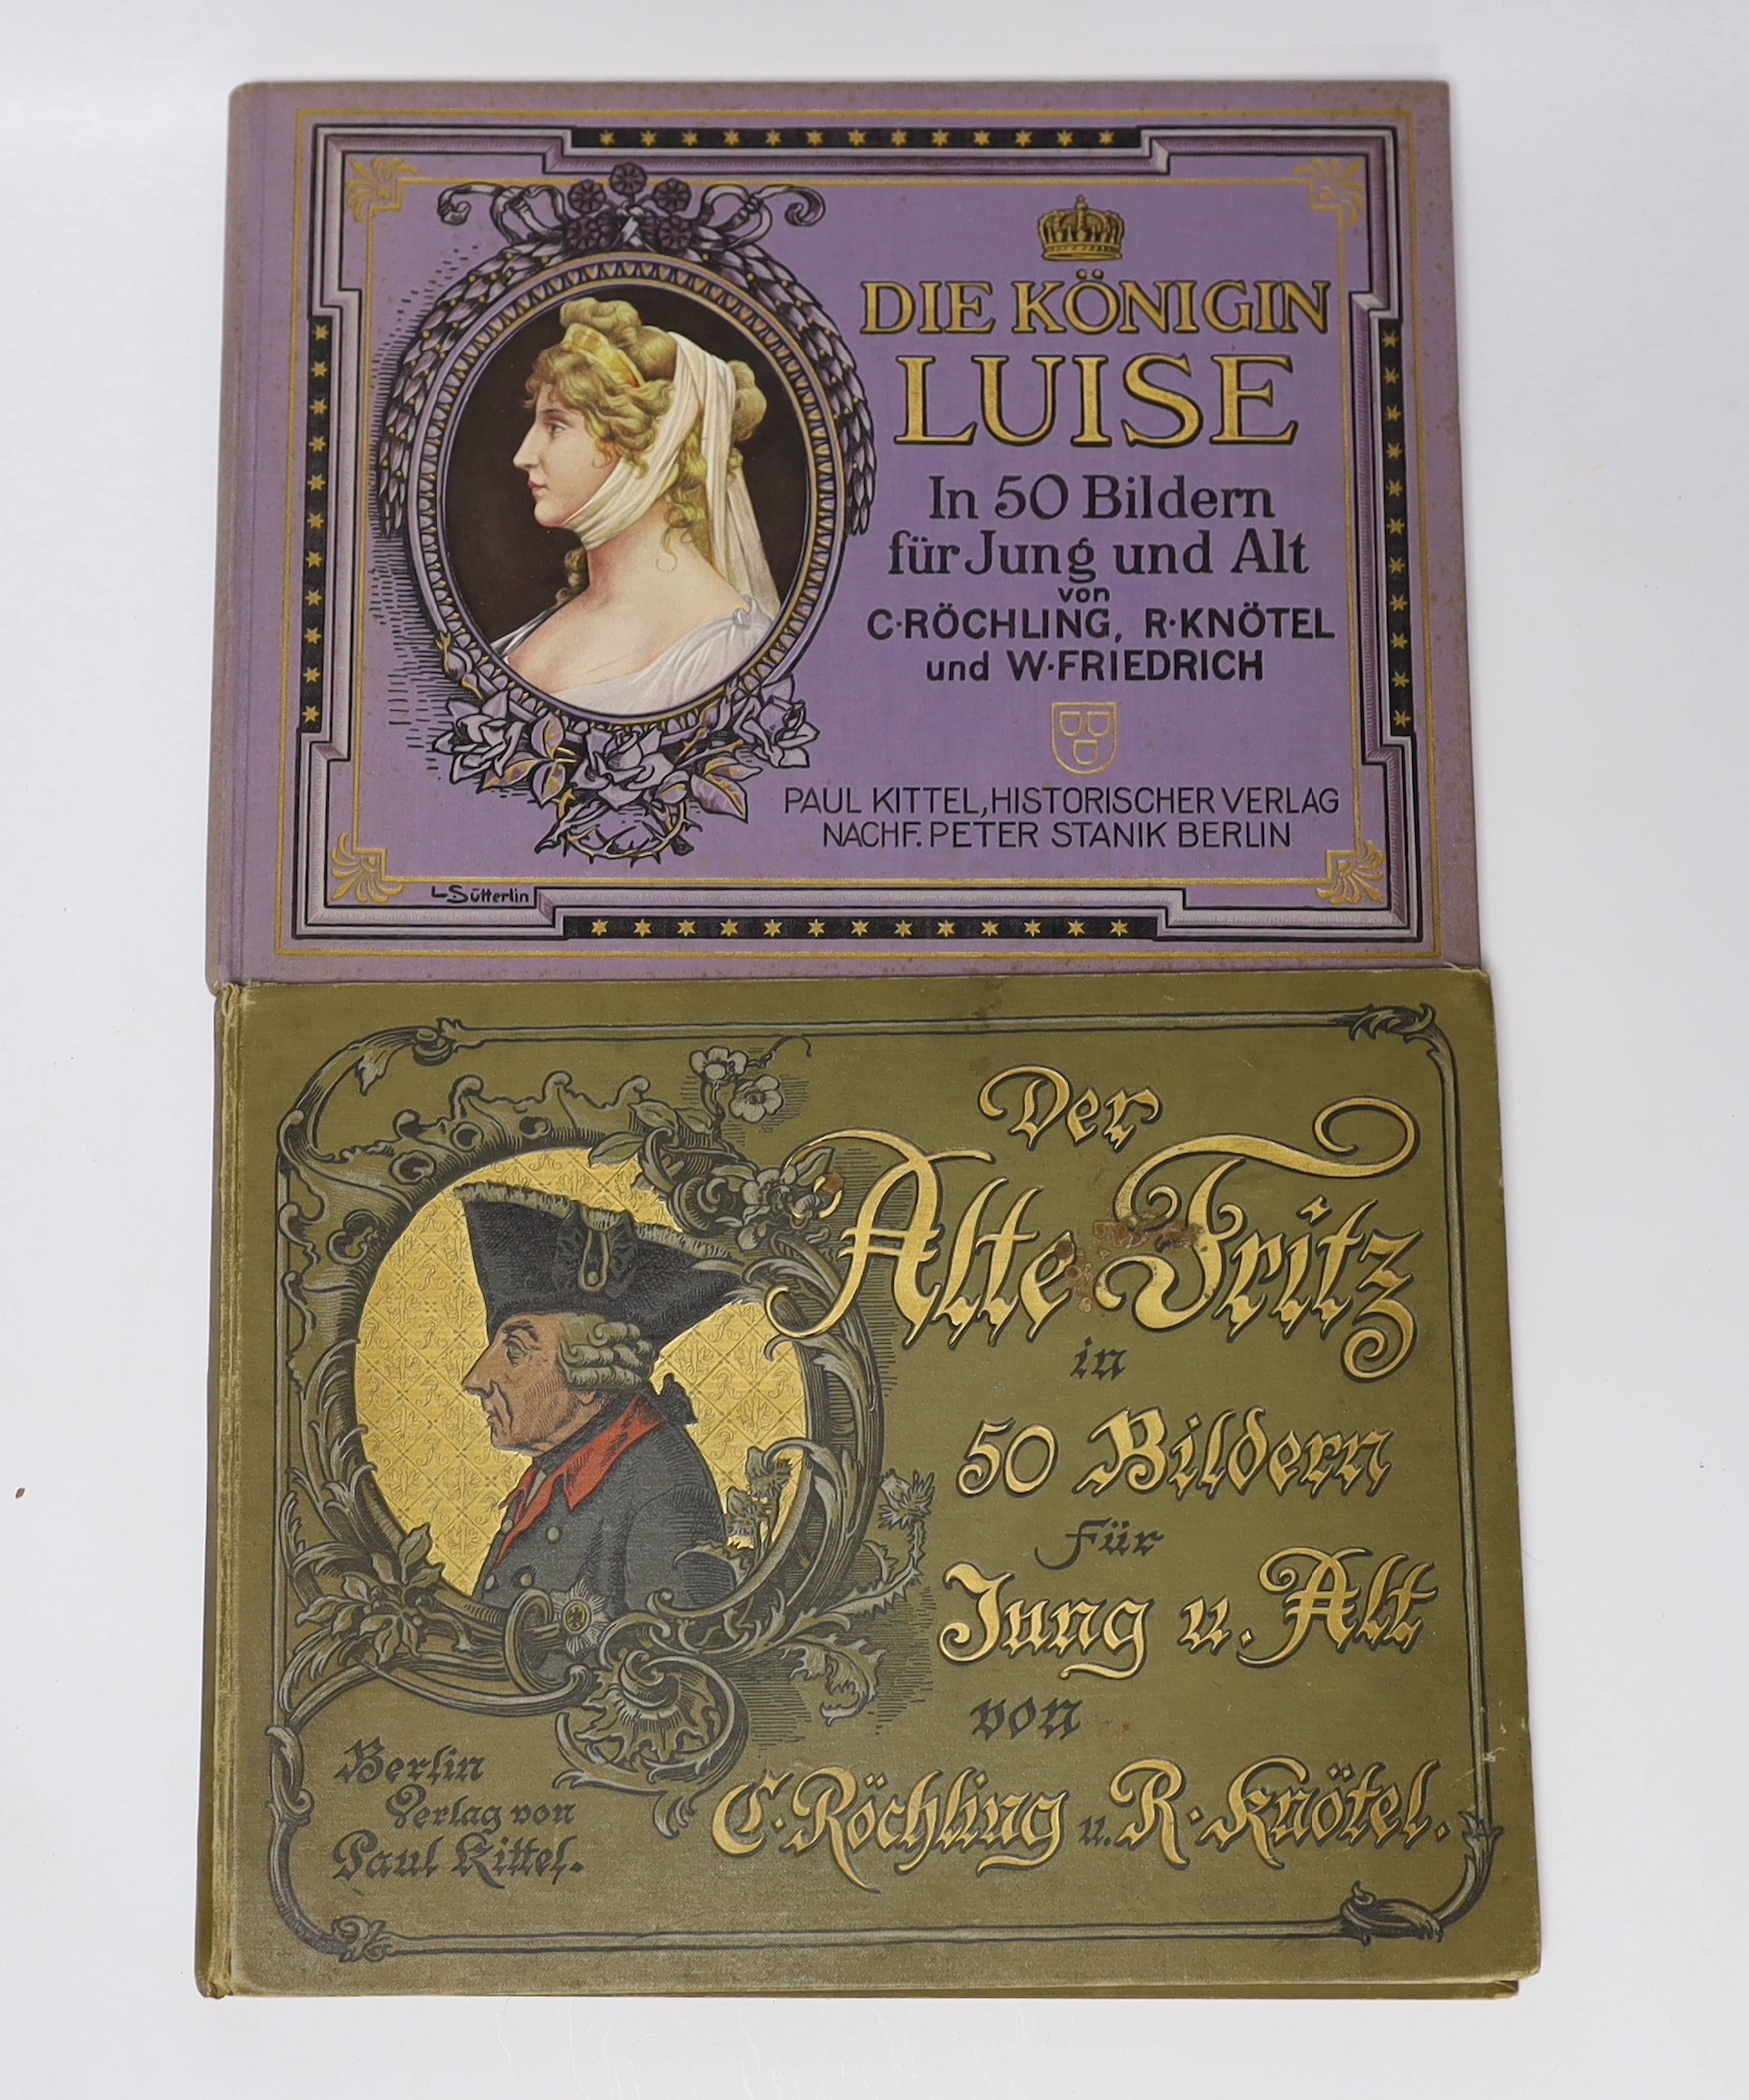 DIE KÖNIGIN
LUISE
In 50 Bildern
für Jung und Alt
von
C·RÖCHLING, R·KNÖTEL
und W·FRIEDRICH
PAUL KITTEL, HISTORISCHER VERLAG
NACHF. PETER STANIK BERLIN
L Sütterlin
Der
Alte Fritz
in
50 Bildern
Für
Jung u. Alt
von
C. Röchling u. R. Knötel.
Berlin
Verlag von
Paul Kittel.